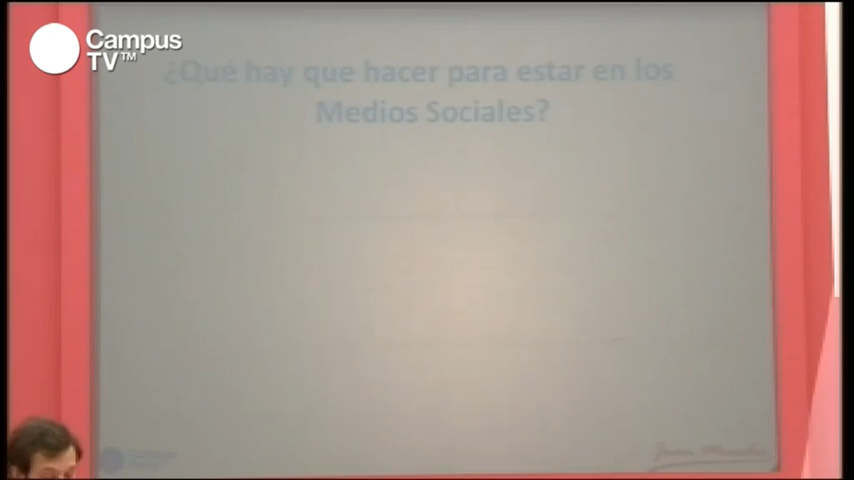 Campus
TV™
¿Qué hay que hacer para estar en los
Medios Sociales?